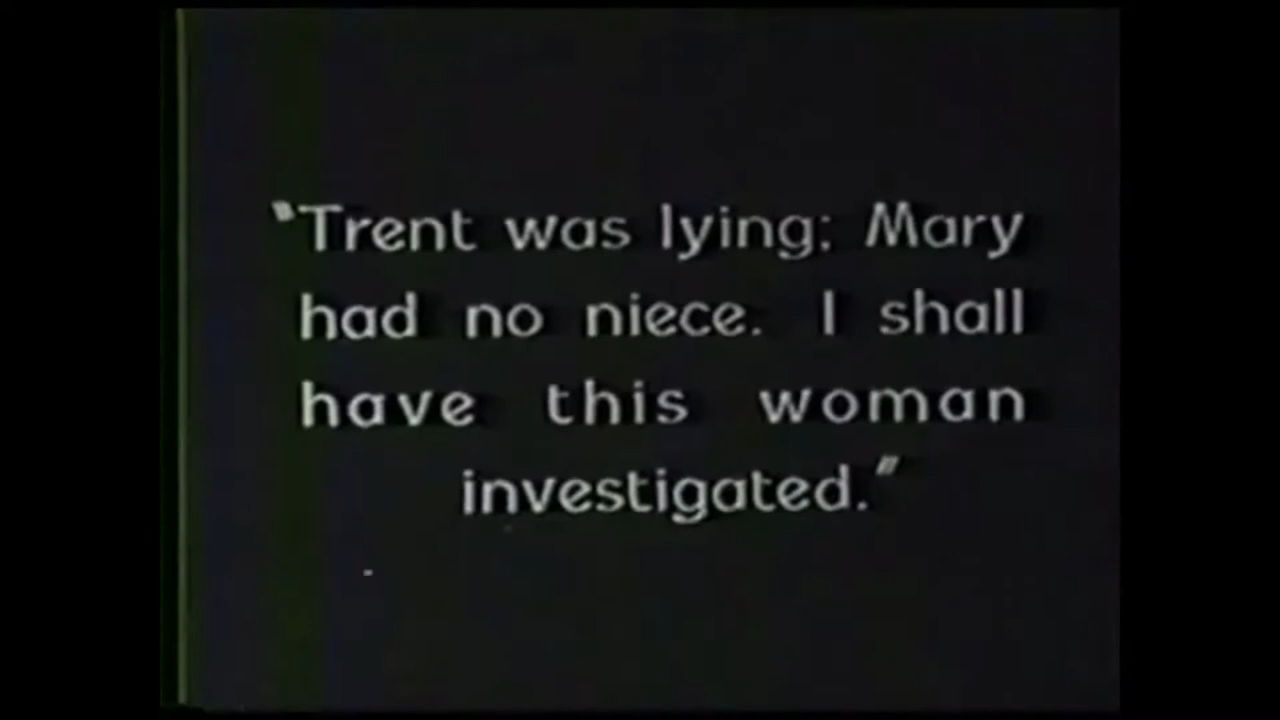 "Trent was lying; Mary
had no niece. I shall
have this woman
investigated."